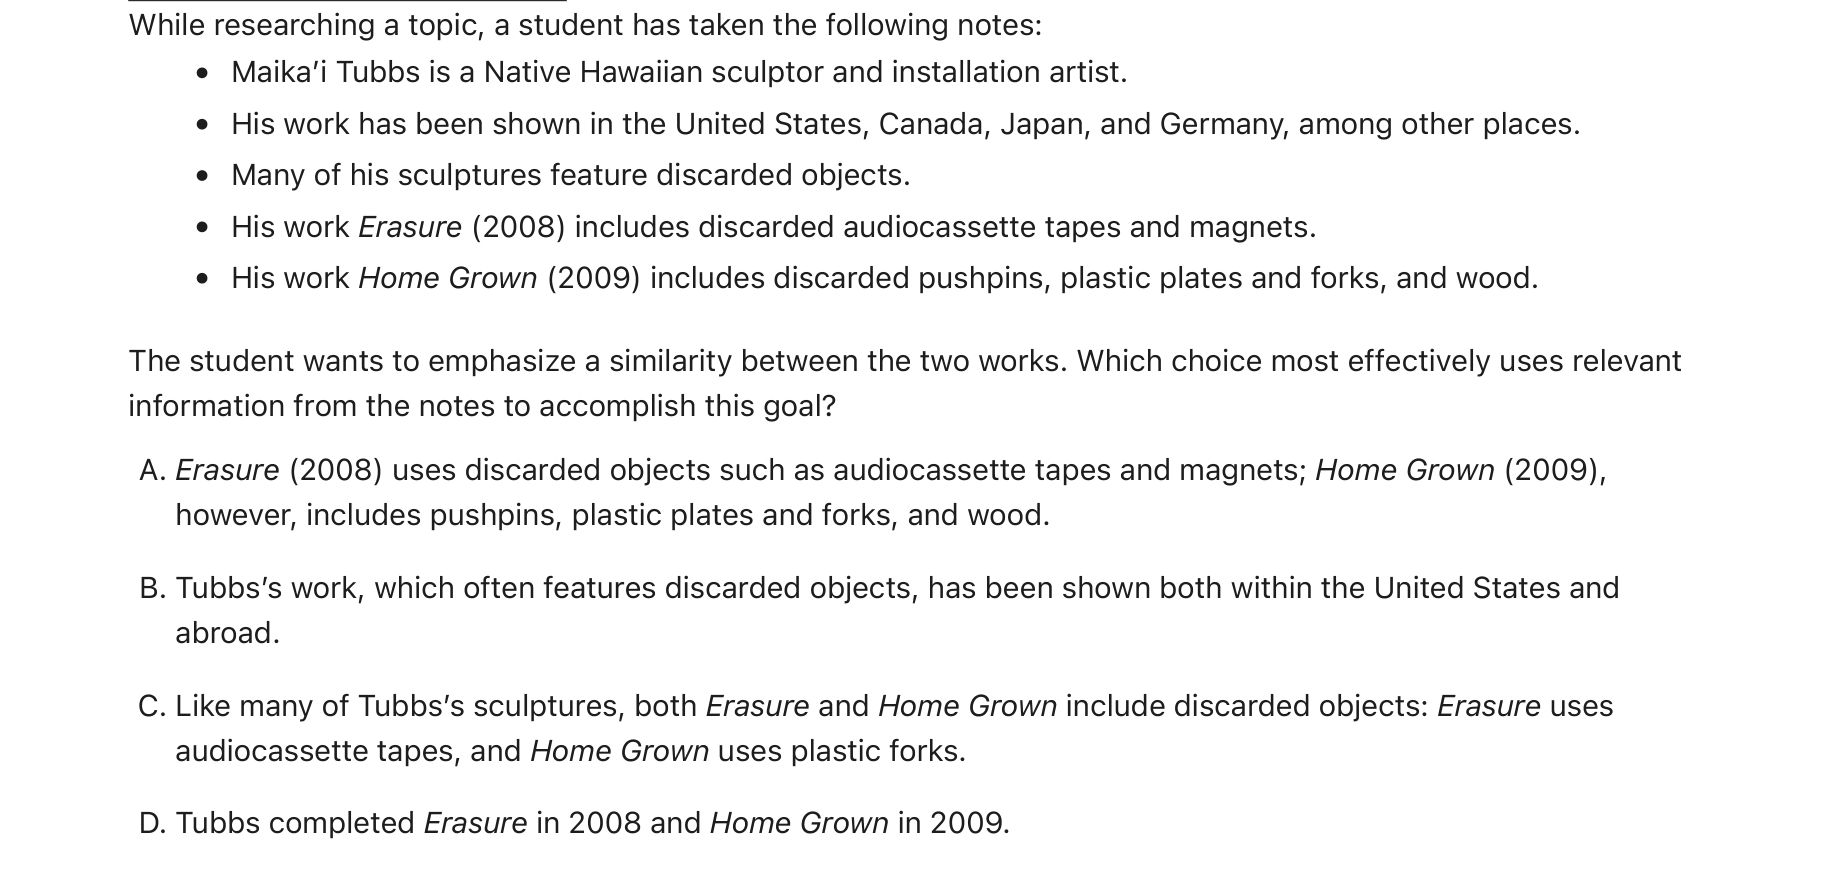 While researching a topic, a student has taken the following notes:
• Maika’i Tubbs is a Native Hawaiian sculptor and installation artist.
• His work has been shown in the United States, Canada, Japan, and Germany, among other places.
• Many of his sculptures feature discarded objects.
• His work Erasure (2008) includes discarded audiocassette tapes and magnets.
• His work Home Grown (2009) includes discarded pushpins, plastic plates and forks, and wood.
The student wants to emphasize a similarity between the two works. Which choice most effectively uses relevant
information from the notes to accomplish this goal?
A. Erasure (2008) uses discarded objects such as audiocassette tapes and magnets; Home Grown (2009),
however, includes pushpins, plastic plates and forks, and wood.
B. Tubbs’s work, which often features discarded objects, has been shown both within the United States and
abroad.
C. Like many of Tubbs’s sculptures, both Erasure and Home Grown include discarded objects: Erasure uses
audiocassette tapes, and Home Grown uses plastic forks.
D. Tubbs completed Erasure in 2008 and Home Grown in 2009.